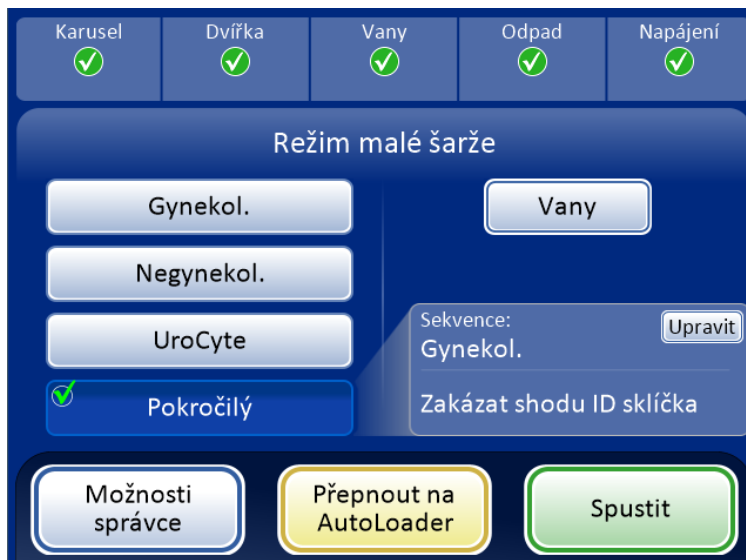 Karusel
Dvířka
Vany
Odpad
Napájení
Režim malé šarže
Gynekol.
Negynekol.
UroCyte
Pokročilý
Vany
Sekvence:
Gynekol.
Upravit
Zakázat shodu ID sklíčka
Možnosti
správce
Přepnout na
AutoLoader
Spustit